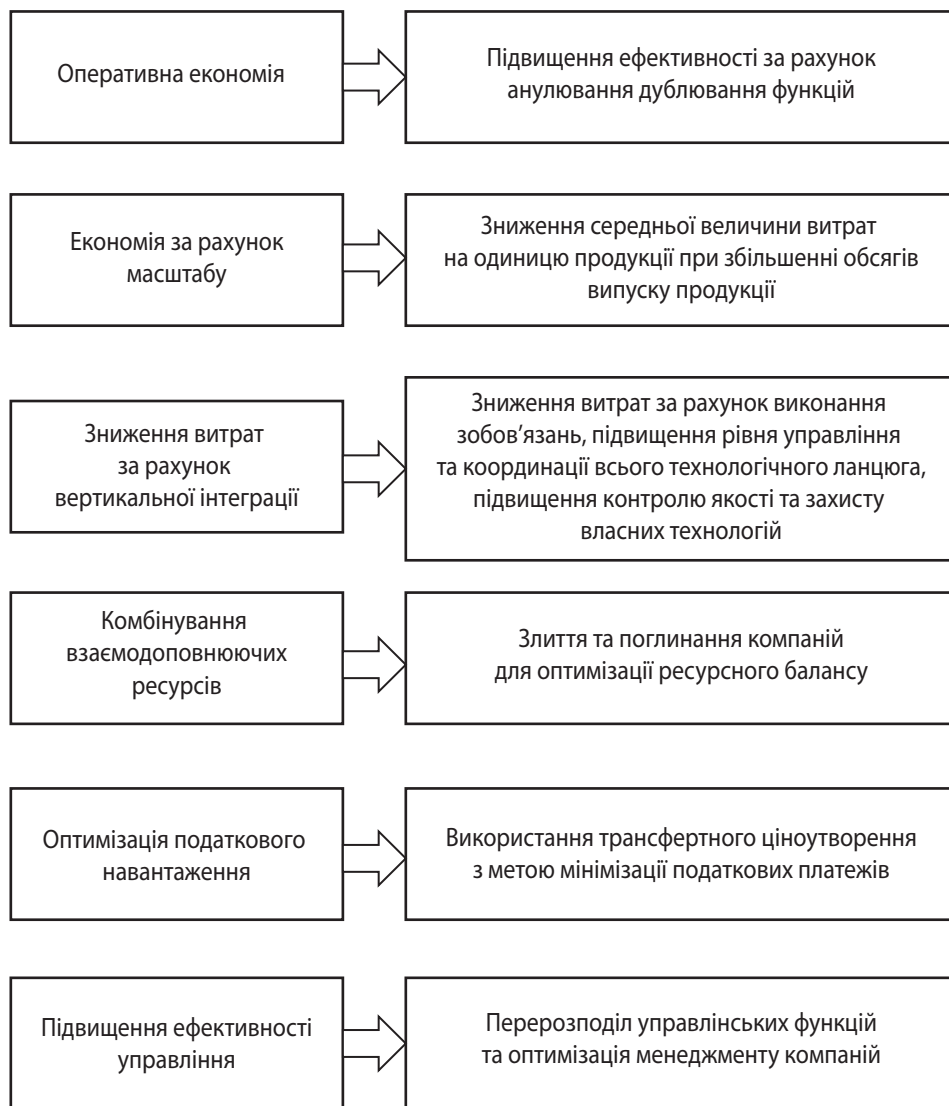 Оперативна економія
Підвищення ефективності за рахунок
анулювання дублювання функцій
Економія за рахунок
масштабу
Зниження середньої величини витрат
на одиницю продукції при збільшенні обсягів
випуску продукції
Зниження витрат
за рахунок
вертикальної інтеграції
Зниження витрат за рахунок виконання
зобов’язань, підвищення рівня управління
та координації всього технологічного ланцюга,
підвищення контролю якості та захисту
власних технологій
Комбінування
взаємодоповнюючих
ресурсів
Злиття та поглинання компаній
для оптимізації ресурсного балансу
Оптимізація податкового
навантаження
Використання трансфертного ціноутворення
з метою мінімізації податкових платежів
Підвищення ефективності
управління
Перерозподіл управлінських функцій
та оптимізація менеджменту компаній